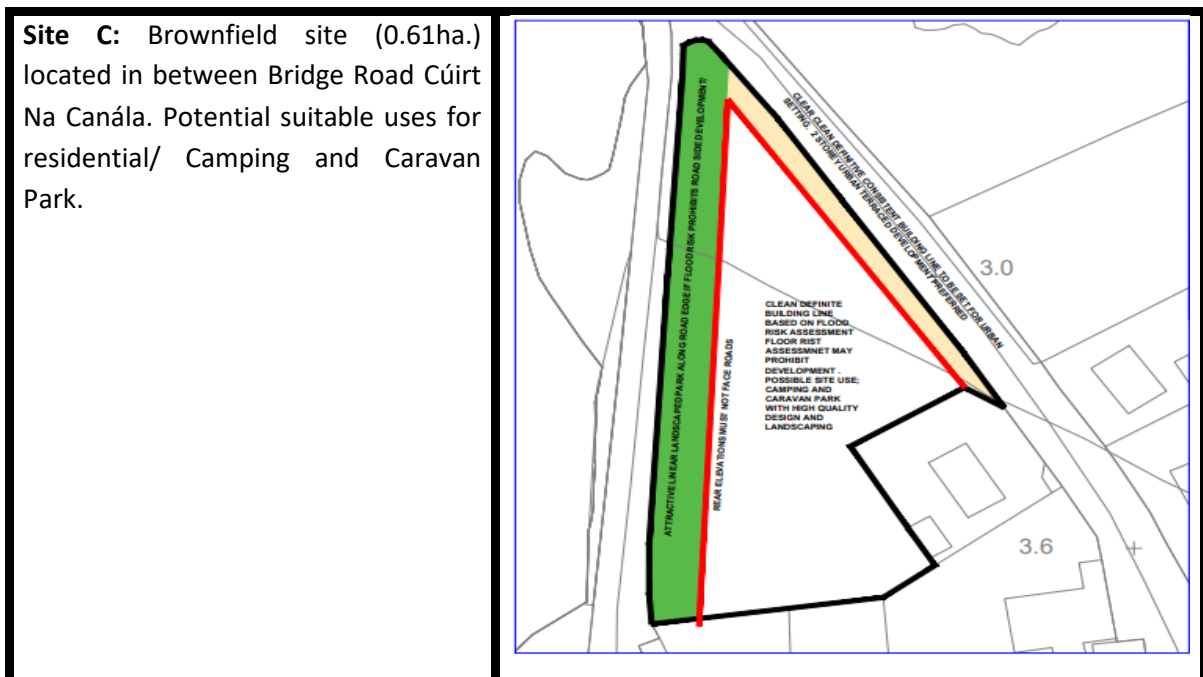 Site C: Brownfield site (0.61ha.)
located in between Bridge Road Cúirt
Na Canála. Potential suitable uses for
residential/ Camping and Caravan
Park.
ATTRACTIVE LINEAR LANDSCAPED PARK ALONG ROAD EDGE IF FLOOD RISK PROHIBITS ROAD SIDE DEVELOPMENT/
REAR ELEVATIONS MUST NOT FACE ROADS
CLEAR CLEAN DEFINITIVE CONSISTENT BUILDING LINE TO BE SET FOR URBAN
SETTING. 2 STOREY URBAN TERRACED DEVELOPMENT PREFERRED
CLEAN DEFINITE
BUILDING LINE
BASED ON FLOOD
RISK ASSESSMENT
FLOOR RIST
ASSESSMNET MAY
PROHIBIT
DEVELOPMENT .
POSSIBLE SITE USE;
CAMPING AND
CARAVAN PARK
WITH HIGH QUALITY
DESIGN AND
LANDSCAPING
3.0
3.6